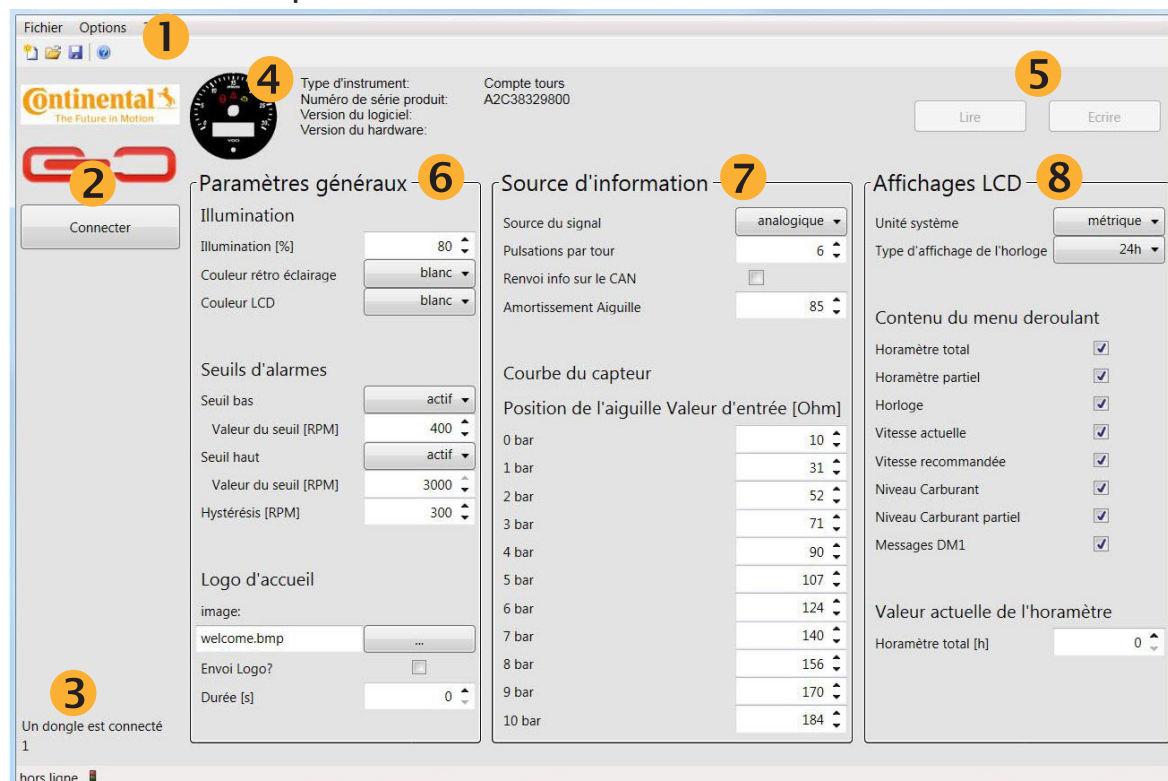 Fichier Options
1
4
5
Continental
The Future in Motion
VDO
Type d'instrument: Compte tours
Numéro de série produit: A2C38329800
Version du logiciel:
Version du hardware:
Lire Ecrire
2
Connecter
3
Un dongle est connecté
1
hors ligne
Paramètres généraux 6
Illumination
Illumination [%] 80
Couleur rétro éclairage blanc
Couleur LCD blanc
Seuils d'alarmes
Seuil bas actif
Valeur du seuil [RPM] 400
Seuil haut actif
Valeur du seuil [RPM] 3000
Hystérésis [RPM] 300
Logo d'accueil
image:
welcome.bmp ...
Envoi Logo?
Durée [s] 0
Source d'information 7
Source du signal analogique
Pulsations par tour 6
Renvoi info sur le CAN
Amortissement Aiguille 85
Courbe du capteur
Position de l'aiguille Valeur d'entrée [Ohm]
0 bar 10
1 bar 31
2 bar 52
3 bar 71
4 bar 90
5 bar 107
6 bar 124
7 bar 140
8 bar 156
9 bar 170
10 bar 184
Affichages LCD 8
Unité système métrique
Type d'affichage de l'horloge 24h
Contenu du menu deroulant
Horamètre total
Horamètre partiel
Horloge
Vitesse actuelle
Vitesse recommandée
Niveau Carburant
Niveau Carburant partiel
Messages DM1
Valeur actuelle de l'horamètre
Horamètre total [h] 0